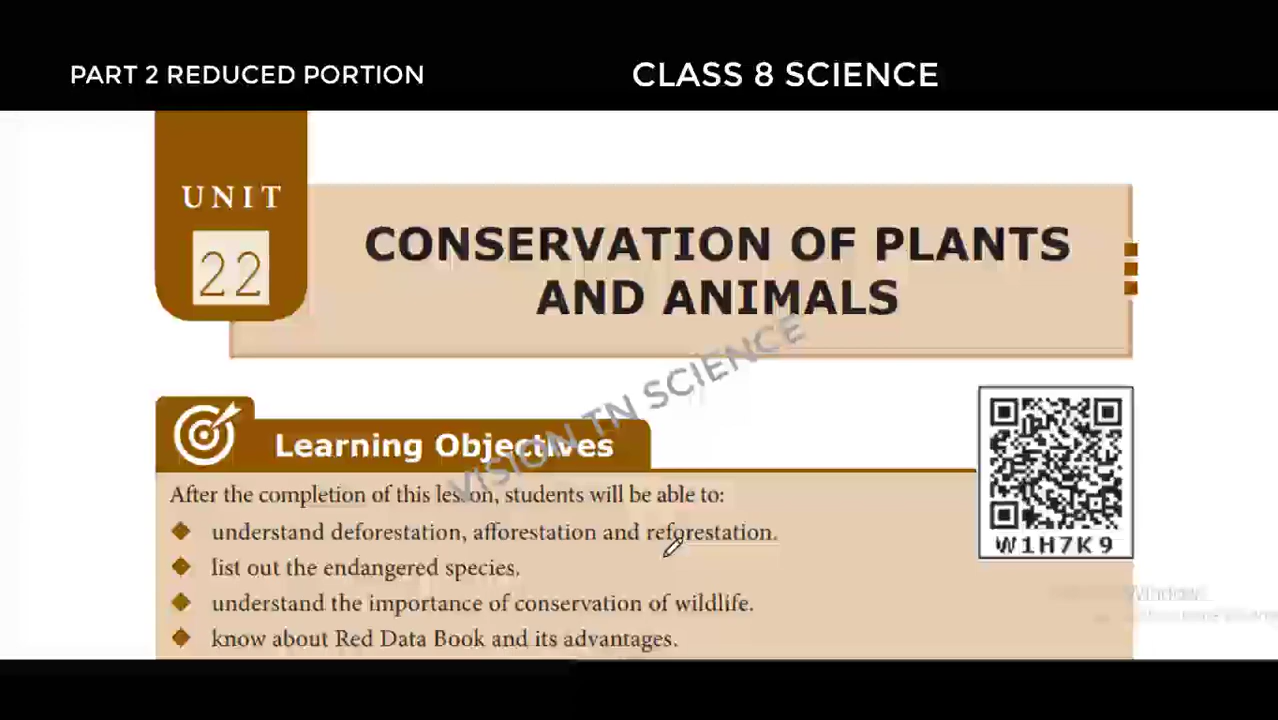 PART 2 REDUCED PORTION
CLASS 8 SCIENCE
UNIT
22
CONSERVATION OF PLANTS
AND ANIMALS
VISION TN SCIENCE
Learning Objectives
After the completion of this lesson, students will be able to:
understand deforestation, afforestation and reforestation.
list out the endangered species.
understand the importance of conservation of wildlife.
know about Red Data Book and its advantages.
W1H7K9
Windows